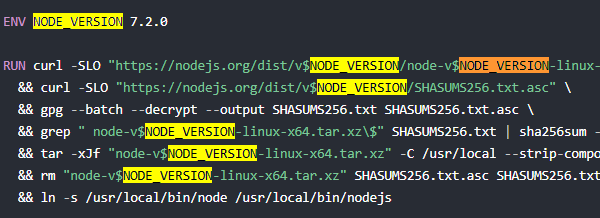 ENV NODE_VERSION 7.2.0
RUN curl -SLO "https://nodejs.org/dist/v$NODE_VERSION/node-v$NODE_VERSION-linux-
&& curl -SLO "https://nodejs.org/dist/v$NODE_VERSION/SHASUMS256.txt.asc" \
&& gpg --batch --decrypt --output SHASUMS256.txt SHASUMS256.txt.asc \
&& grep " node-v$NODE_VERSION-linux-x64.tar.xz\$" SHASUMS256.txt | sha256sum -
&& tar -xJf "node-v$NODE_VERSION-linux-x64.tar.xz" -C /usr/local --strip-compo
&& rm "node-v$NODE_VERSION-linux-x64.tar.xz" SHASUMS256.txt.asc SHASUMS256.txt
&& ln -s /usr/local/bin/node /usr/local/bin/nodejs